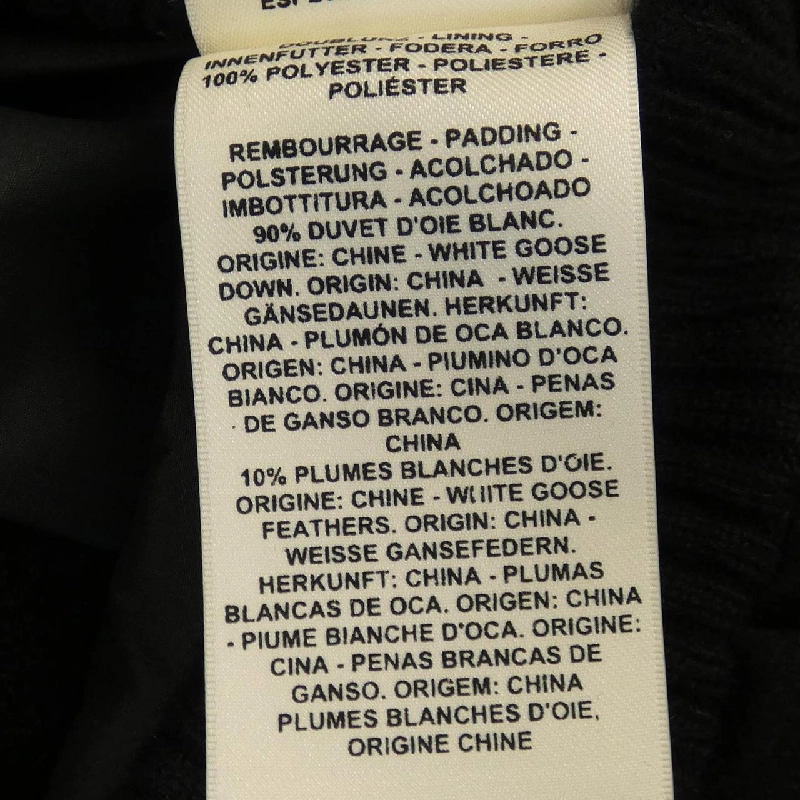 DOUBLURE - LINING -
INNENFUTTER - FODERA - FORRO
100% POLYESTER - POLIESTERE -
POLIÉSTER
REMBOURRAGE - PADDING -
POLSTERUNG - ACOLCHADO -
IMBOTTITURA - ACOLCHOADO
90% DUVET D'OIE BLANC.
ORIGINE: CHINE - WHITE GOOSE
DOWN. ORIGIN: CHINA - WEISSE
GÄNSEDAUNEN. HERKUNFT:
CHINA - PLUMÓN DE OCA BLANCO.
ORIGEN: CHINA - PIUMINO D'OCA
BIANCO. ORIGINE: CINA - PENAS
DE GANSO BRANCO. ORIGEM:
CHINA
10% PLUMES BLANCHES D'OIE.
ORIGINE: CHINE - WHITE GOOSE
FEATHERS. ORIGIN: CHINA -
WEISSE GANSEFEDERN.
HERKUNFT: CHINA - PLUMAS
BLANCAS DE OCA. ORIGEN: CHINA
- PIUME BIANCHE D'OCA. ORIGINE:
CINA - PENAS BRANCAS DE
GANSO. ORIGEM: CHINA
PLUMES BLANCHES D'OIE,
ORIGINE CHINE